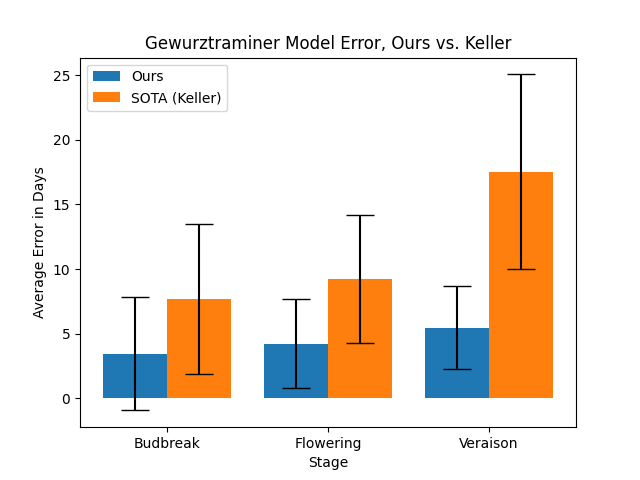 Gewurztraminer Model Error, Ours vs. Keller
Ours
SOTA (Keller)
Average Error in Days
25
20
15
10
5
0
Budbreak
Flowering
Veraison
Stage